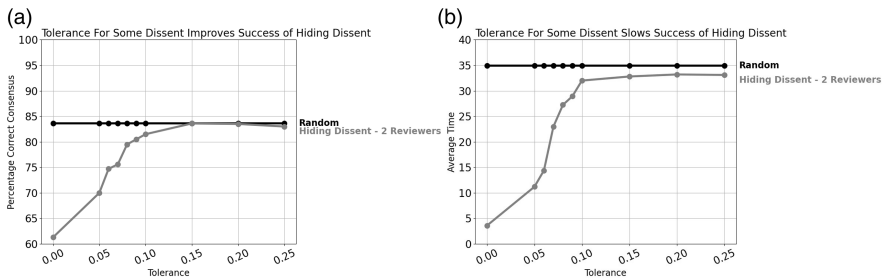 (a)
Tolerance For Some Dissent Improves Success of Hiding Dissent
100
95
90
85
80
75
70
65
60
Percentage Correct Consensus
Random
Hiding Dissent - 2 Reviewers
0.00 0.05 0.10 0.15 0.20 0.25
Tolerance
(b)
Tolerance For Some Dissent Slows Success of Hiding Dissent
40
35
30
25
20
15
10
5
0
Average Time
Random
Hiding Dissent - 2 Reviewers
0.00 0.05 0.10 0.15 0.20 0.25
Tolerance